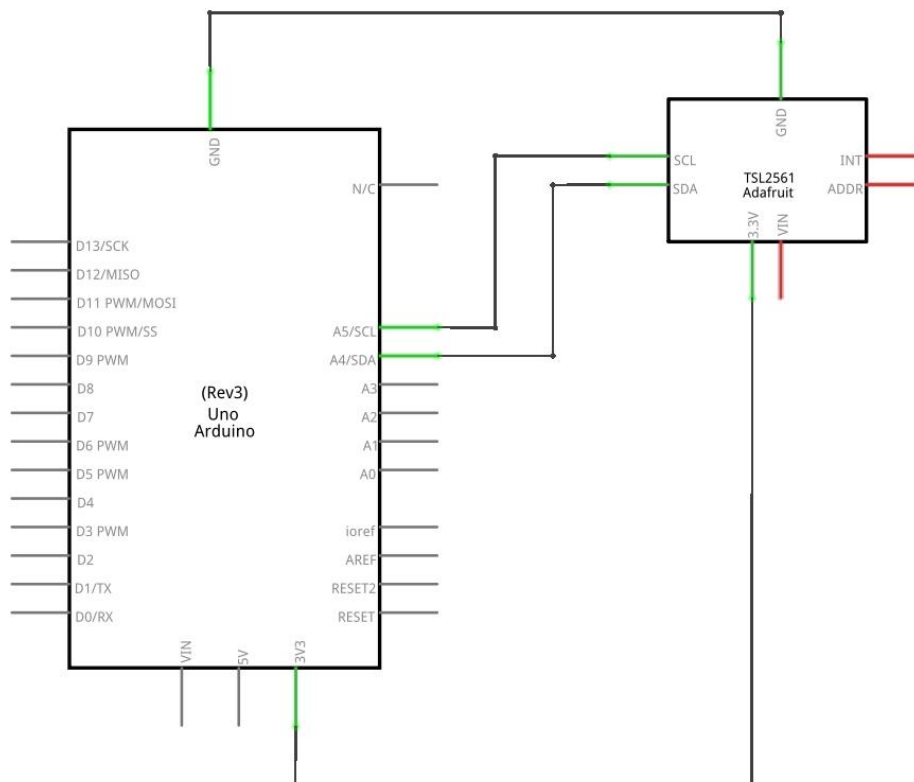 GND
N/C
D13/SCK
D12/MISO
D11 PWM/MOSI
D10 PWM/SS
D9 PWM
D8
D7
D6 PWM
D5 PWM
D4
D3 PWM
D2
D1/TX
D0/RX
(Rev3)
Uno
Arduino
A5/SCL
A4/SDA
A3
A2
A1
A0
ioref
AREF
RESET2
RESET
VIN
5V
3V3
GND
SCL
SDA
TSL2561
Adafruit
INT
ADDR
3.3V
VIN